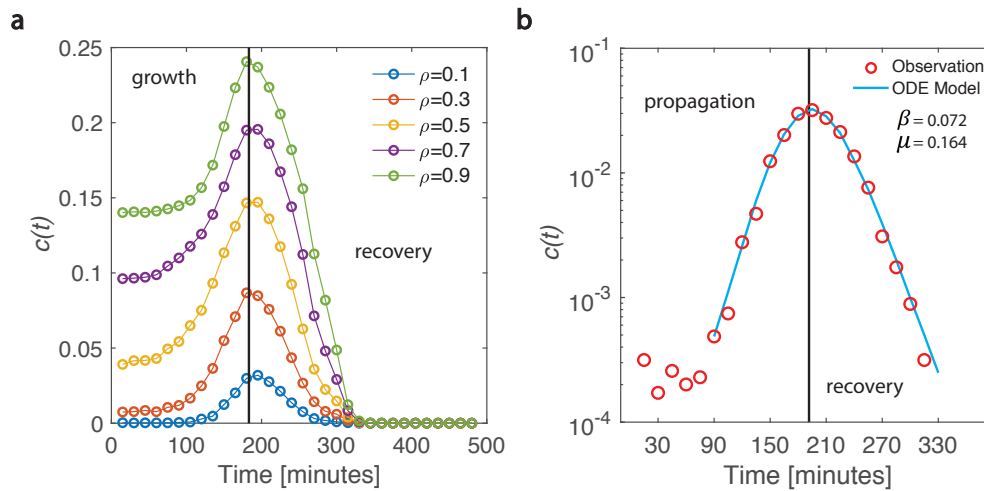 a
growth
recovery
ρ=0.1
ρ=0.3
ρ=0.5
ρ=0.7
ρ=0.9
0.25
0.2
0.15
0.1
0.05
0
c(t)
0 100 200 300 400 500
Time [minutes]
b
propagation
recovery
Observation
ODE Model
β = 0.072
μ = 0.164
10-1
10-2
10-3
10-4
c(t)
30 90 150 210 270 330
Time [minutes]